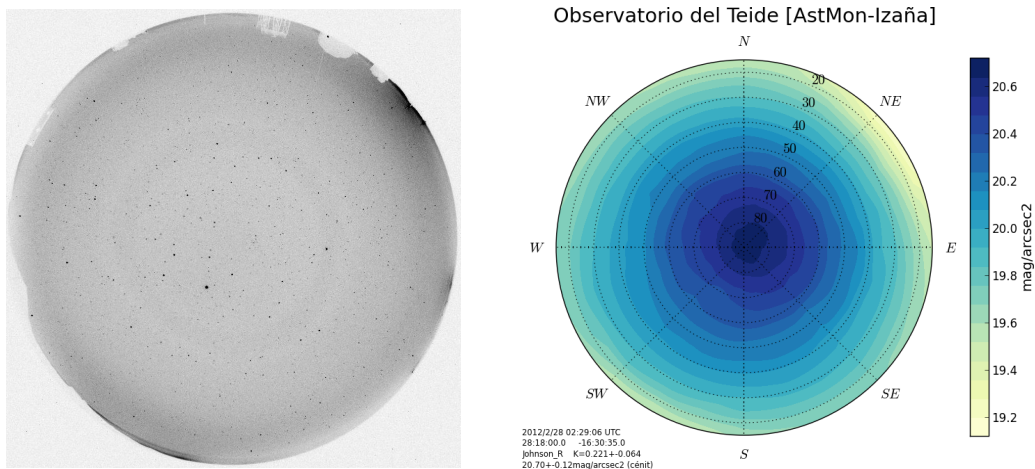 Observatorio del Teide [AstMon-Izaña]
N
NW
NE
20
30
40
50
60
70
80
W
E
SW
SE
S
20.6
20.4
20.2
20.0
19.8
19.6
19.4
19.2
mag/arcsec2
2012/2/28 02:29:06 UTC
28:18:00.0 -16:30:35.0
Johnson_R K=0.221+-0.064
20.70+-0.12mag/arcsec2 (cénit)